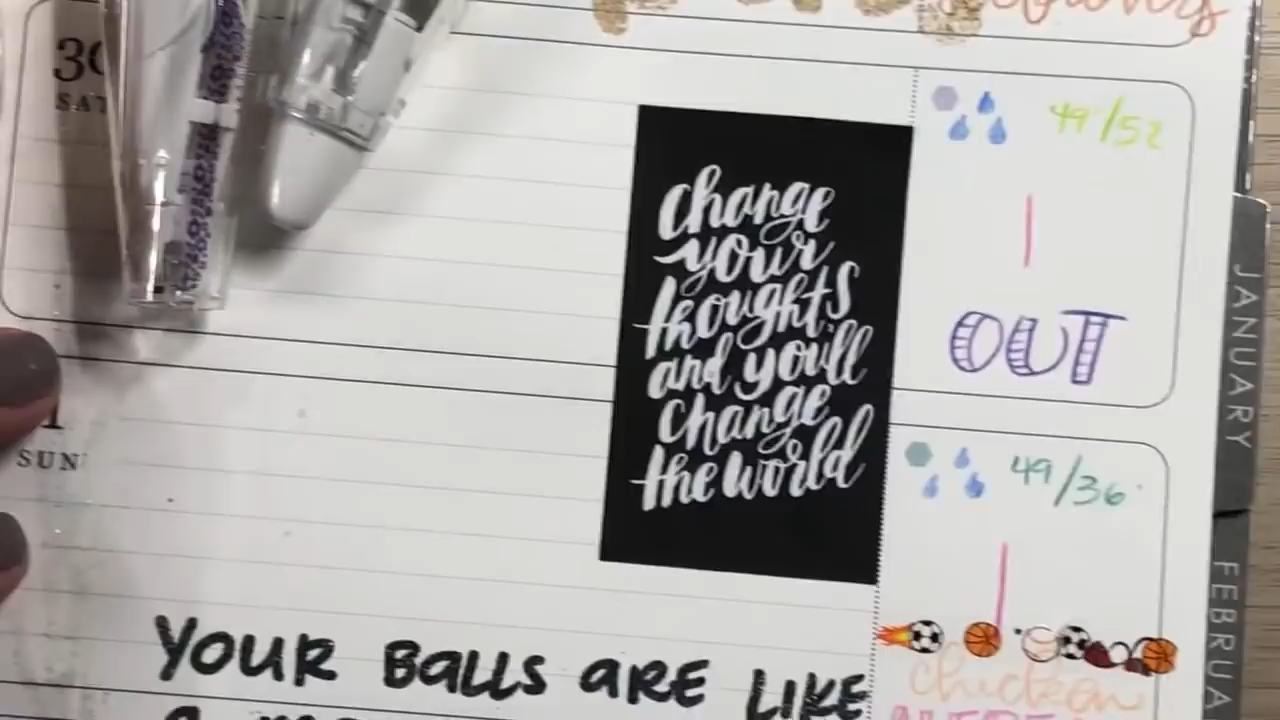 30
SAT
49/52
change
your
thoughts
and you'll
change
the world
OUT
JANUARY
SUN
49/36
YOUR BALLS ARE LIKE
chicken
FEBRUA